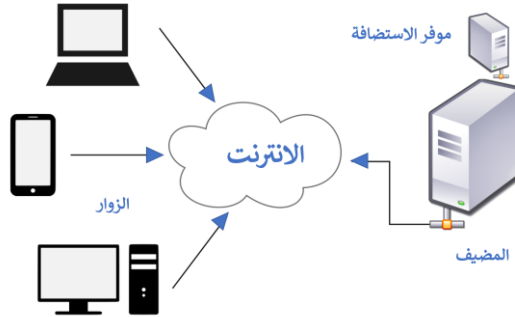 موفر الاستضافة
الانترنت
الزوار
المضيف